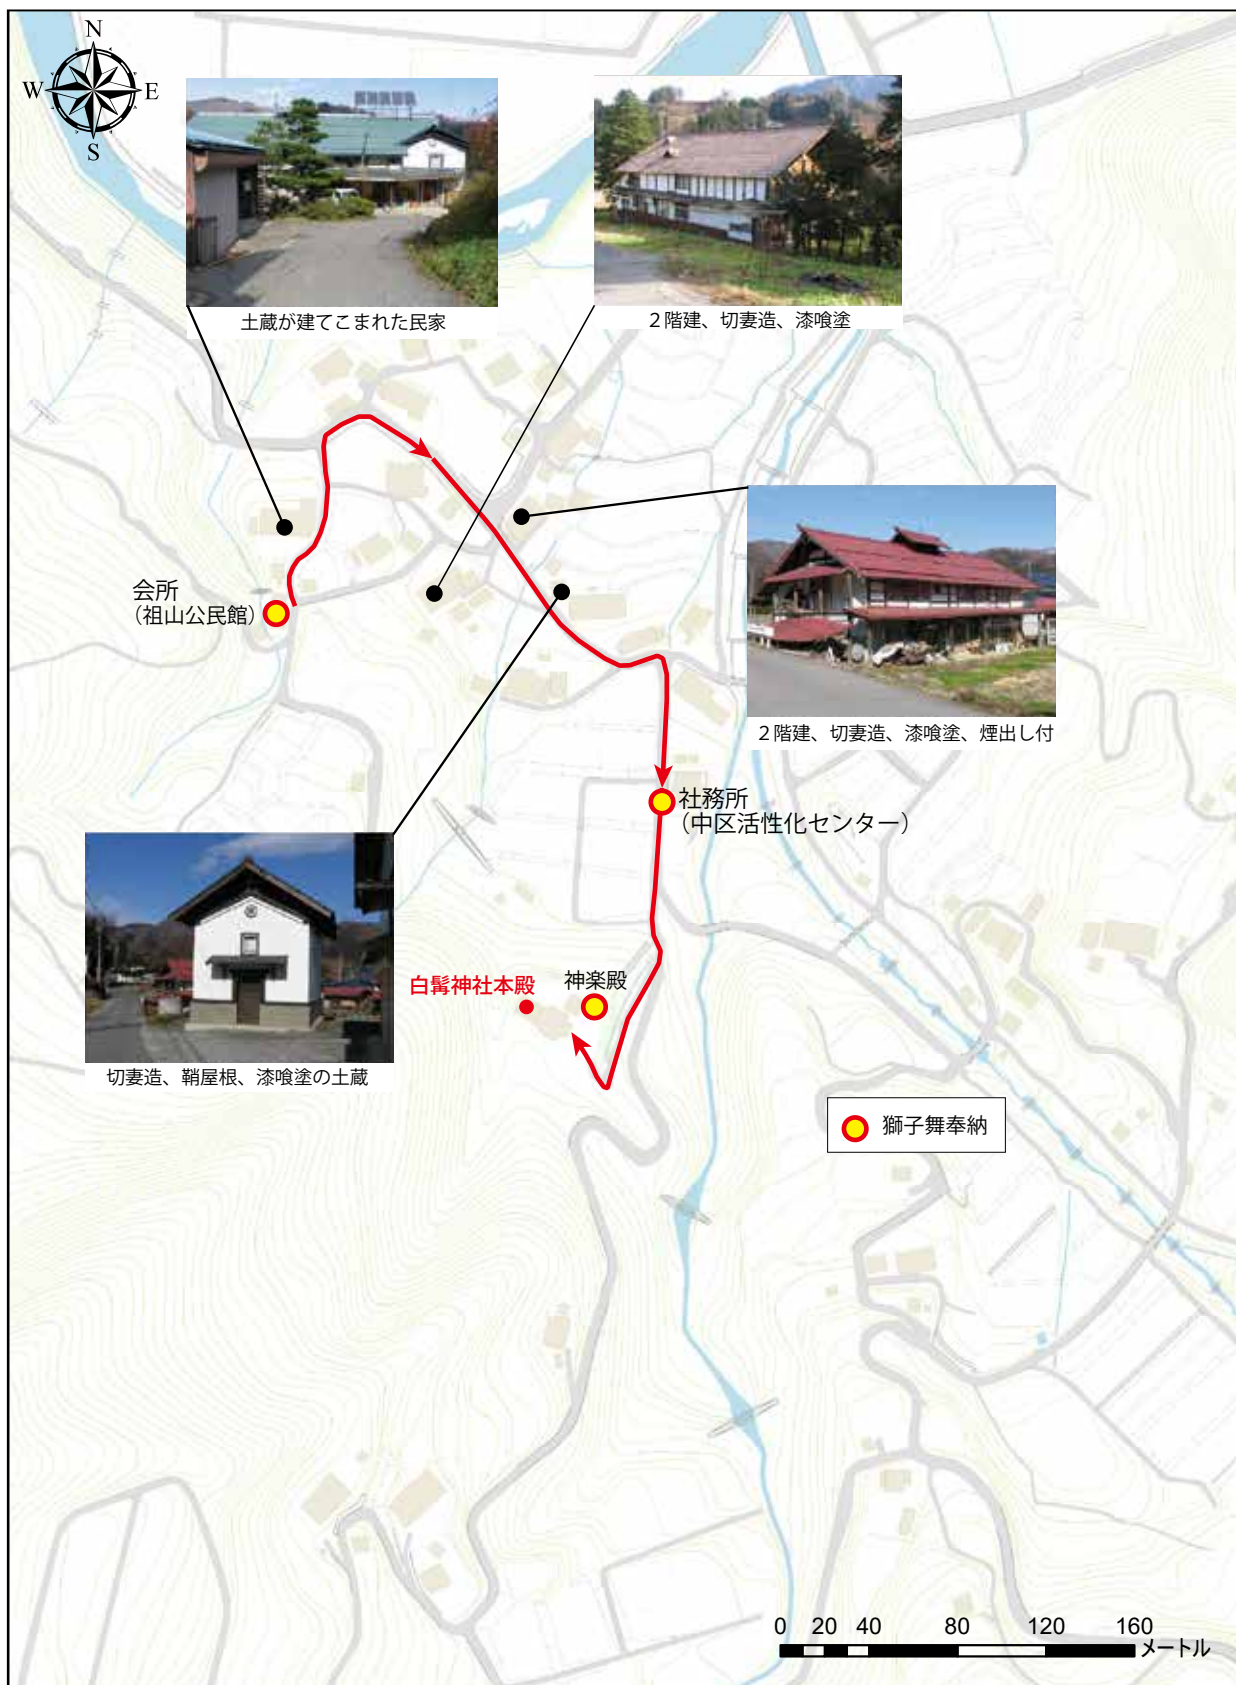 N
W
E
S
土蔵が建てこまれた民家
２階建、切妻造、漆喰塗
会所
（祖山公民館）
２階建、切妻造、漆喰塗、煙出し付
社務所
（中区活性化センター）
切妻造、鞘屋根、漆喰塗の土蔵
白髯神社本殿
神楽殿
獅子舞奉納
0 20 40 80 120 160
メートル